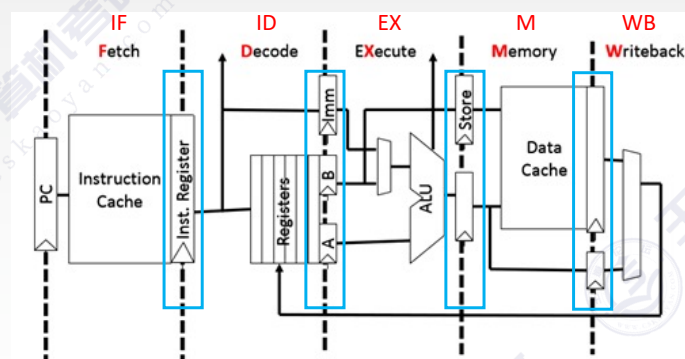 IF ID EX M WB
Fetch Decode EXecute Memory Writeback
PC
Instruction
Cache
Inst. Register
Registers
Imm
B
A
ALU
Store
Data
Cache